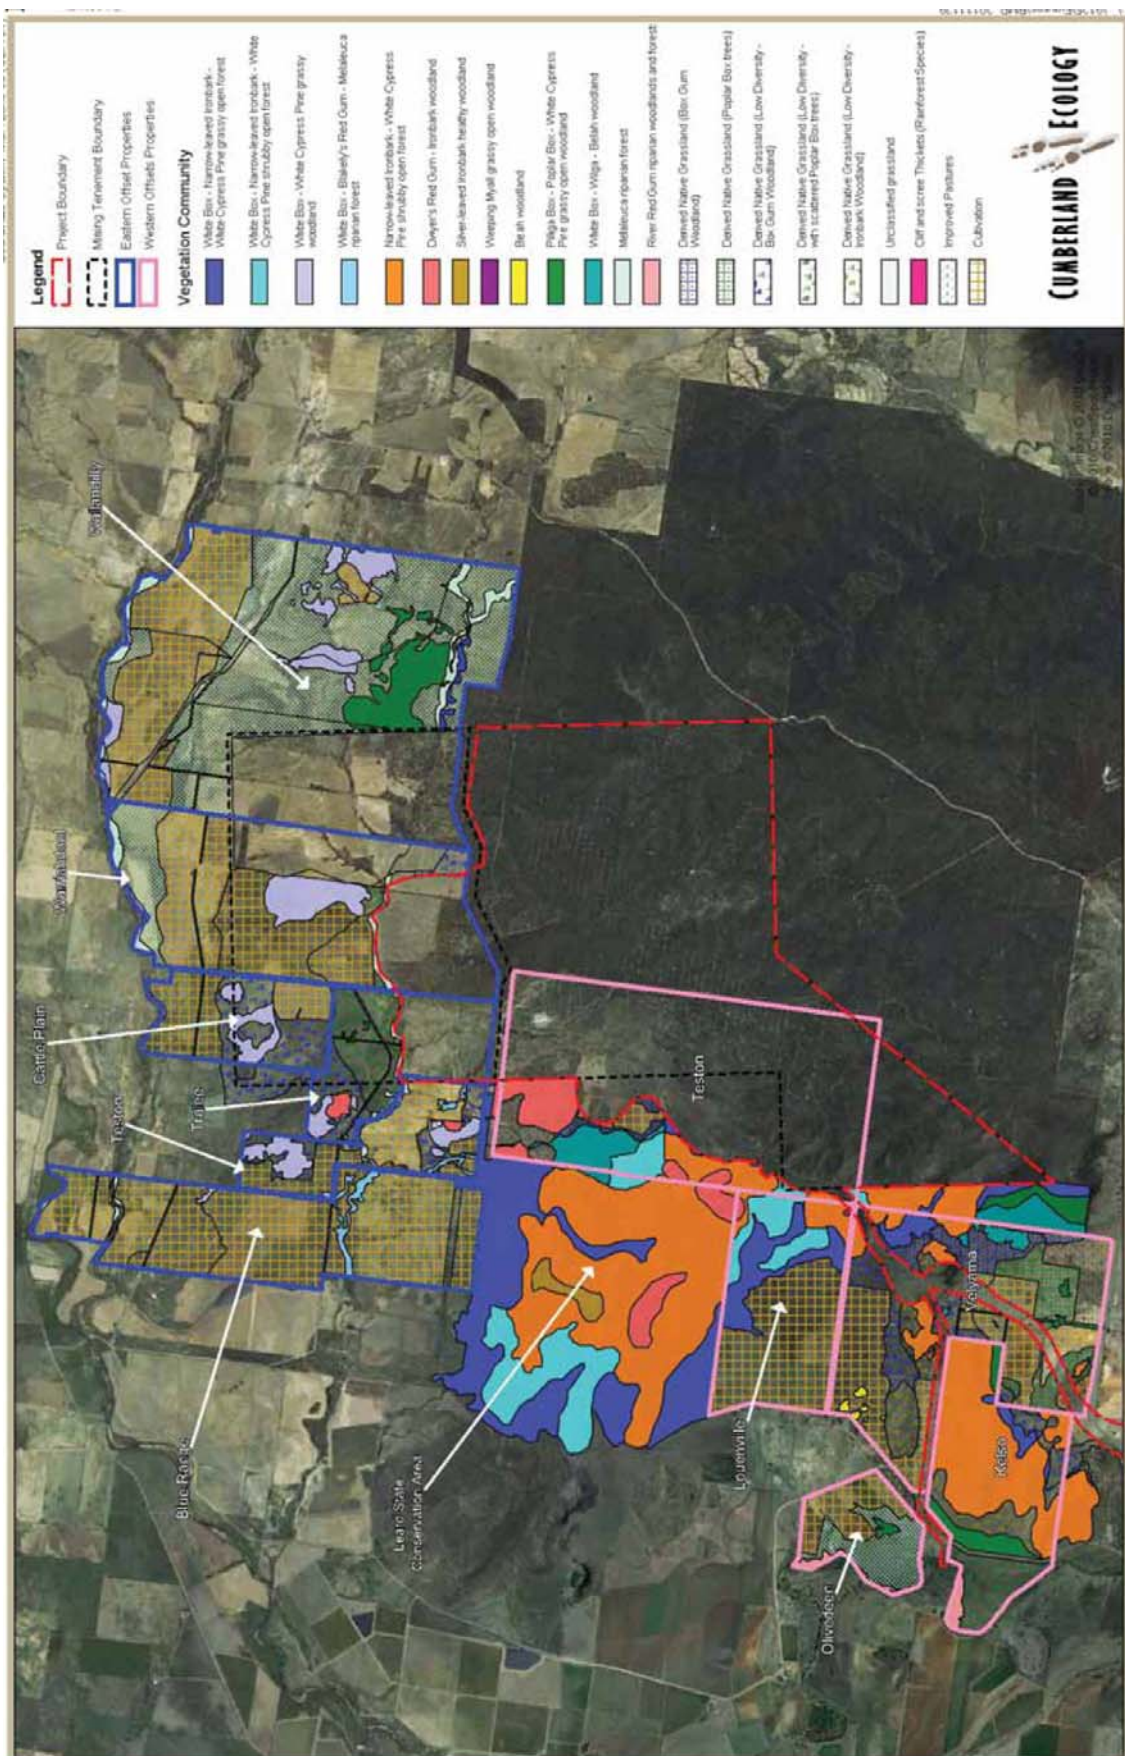 Legend
Project Boundary
Mining Tenement Boundary
Eastern Offset Properties
Western Offsets Properties
Vegetation Community
White Box - Narrow-leaved Ironbark -
White Cypress Pine grassy open forest
White Box - Narrow-leaved Ironbark - White
Cypress Pine shrubby open forest
White Box - White Cypress Pine grassy
woodland
White Box - Blakely's Red Gum - Melaleuca
riparian forest
Narrow-leaved Ironbark - White Cypress
Pine shrubby open forest
Dwyer's Red Gum - Ironbark woodland
Silver-leaved Ironbark heathy woodland
Weeping Myall grassy open woodland
Belah woodland
Pilliga Box - Poplar Box - White Cypress
Pine grassy open woodland
White Box - Wilga - Belah woodland
Melaleuca riparian forest
River Red Gum riparian woodlands and forest
Derived Native Grassland (Box Gum
Woodland)
Derived Native Grassland (Poplar Box trees)
Derived Native Grassland (Low Diversity -
Box Gum Woodland)
Derived Native Grassland (Low Diversity -
with scattered Poplar Box trees)
Derived Native Grassland (Low Diversity -
Ironbark Woodland)
Unclassified grassland
Cliff and scree Thickets (Rainforest Species)
Improved Pastures
Cultivation
CUMBERLAND ECOLOGY
Wallandilly
Cattle Plain
Teston
Thuin
Blue Range
Leard State
Conservation Area
Teston
Louenville
Velyama
Kelso
Olivedeen